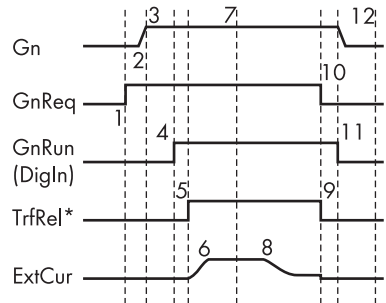 3 7 12
Gn
2
GnReq 10
1
GnRun 4 11
(DigIn)
TrfRel* 5 9
6 8
ExtCur